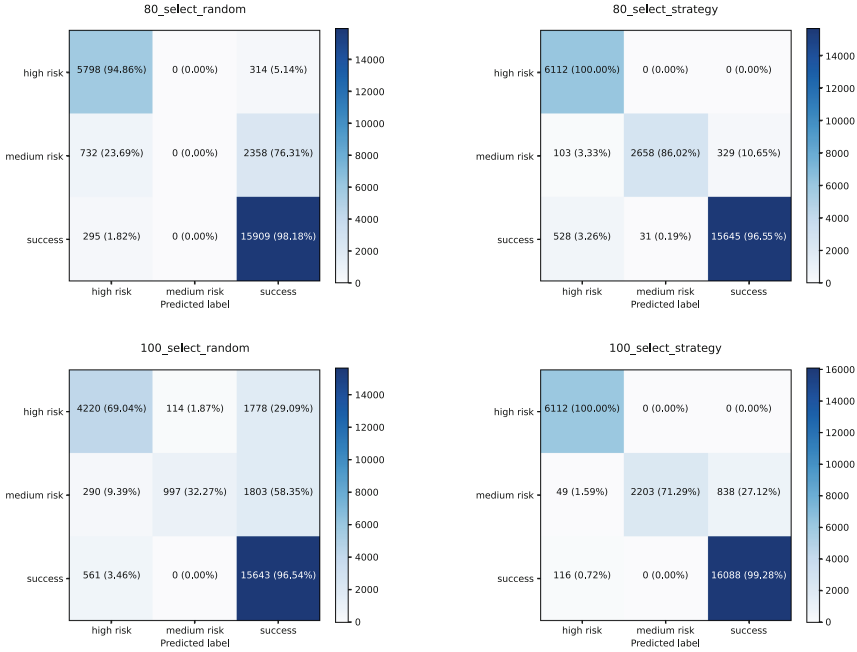 80_select_random
high risk
5798 (94.86%) 0 (0.00%) 314 (5.14%)
medium risk
732 (23.69%) 0 (0.00%) 2358 (76.31%)
success
295 (1.82%) 0 (0.00%) 15909 (98.18%)
high risk medium risk success
Predicted label
14000
12000
10000
8000
6000
4000
2000
0
80_select_strategy
high risk
6112 (100.00%) 0 (0.00%) 0 (0.00%)
medium risk
103 (3.33%) 2658 (86.02%) 329 (10.65%)
success
528 (3.26%) 31 (0.19%) 15645 (96.55%)
high risk medium risk success
Predicted label
14000
12000
10000
8000
6000
4000
2000
0
100_select_random
high risk
4220 (69.04%) 114 (1.87%) 1778 (29.09%)
medium risk
290 (9.39%) 997 (32.27%) 1803 (58.35%)
success
561 (3.46%) 0 (0.00%) 15643 (96.54%)
high risk medium risk success
Predicted label
14000
12000
10000
8000
6000
4000
2000
0
100_select_strategy
high risk
6112 (100.00%) 0 (0.00%) 0 (0.00%)
medium risk
49 (1.59%) 2203 (71.29%) 838 (27.12%)
success
116 (0.72%) 0 (0.00%) 16088 (99.28%)
high risk medium risk success
Predicted label
16000
14000
12000
10000
8000
6000
4000
2000
0